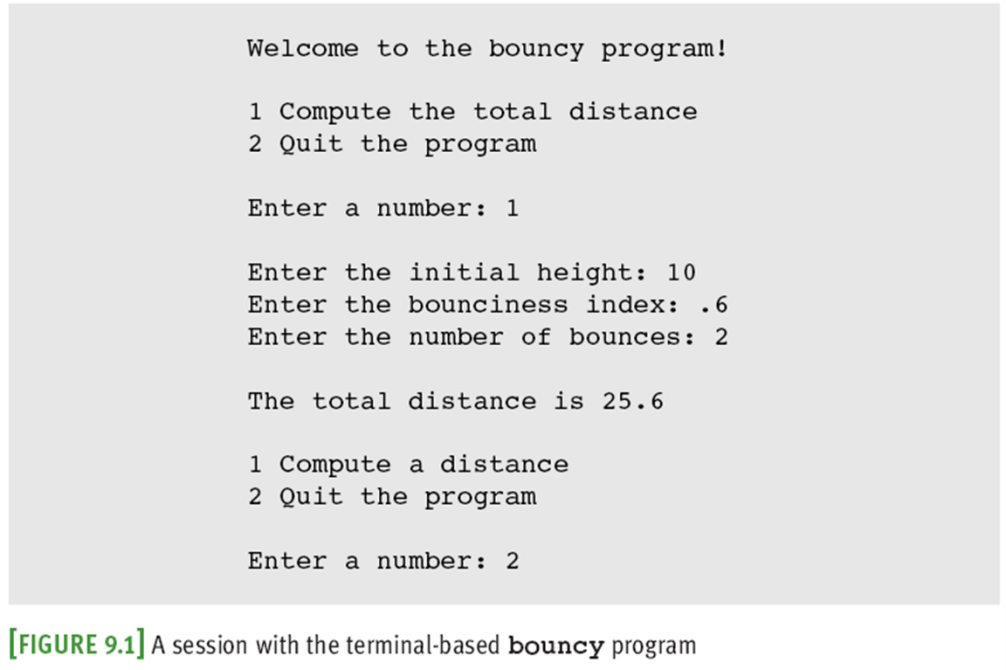 Welcome to the bouncy program!
1 Compute the total distance
2 Quit the program
Enter a number: 1
Enter the initial height: 10
Enter the bounciness index: .6
Enter the number of bounces: 2
The total distance is 25.6
1 Compute a distance
2 Quit the program
Enter a number: 2
[FIGURE 9.1] A session with the terminal-based bouncy program